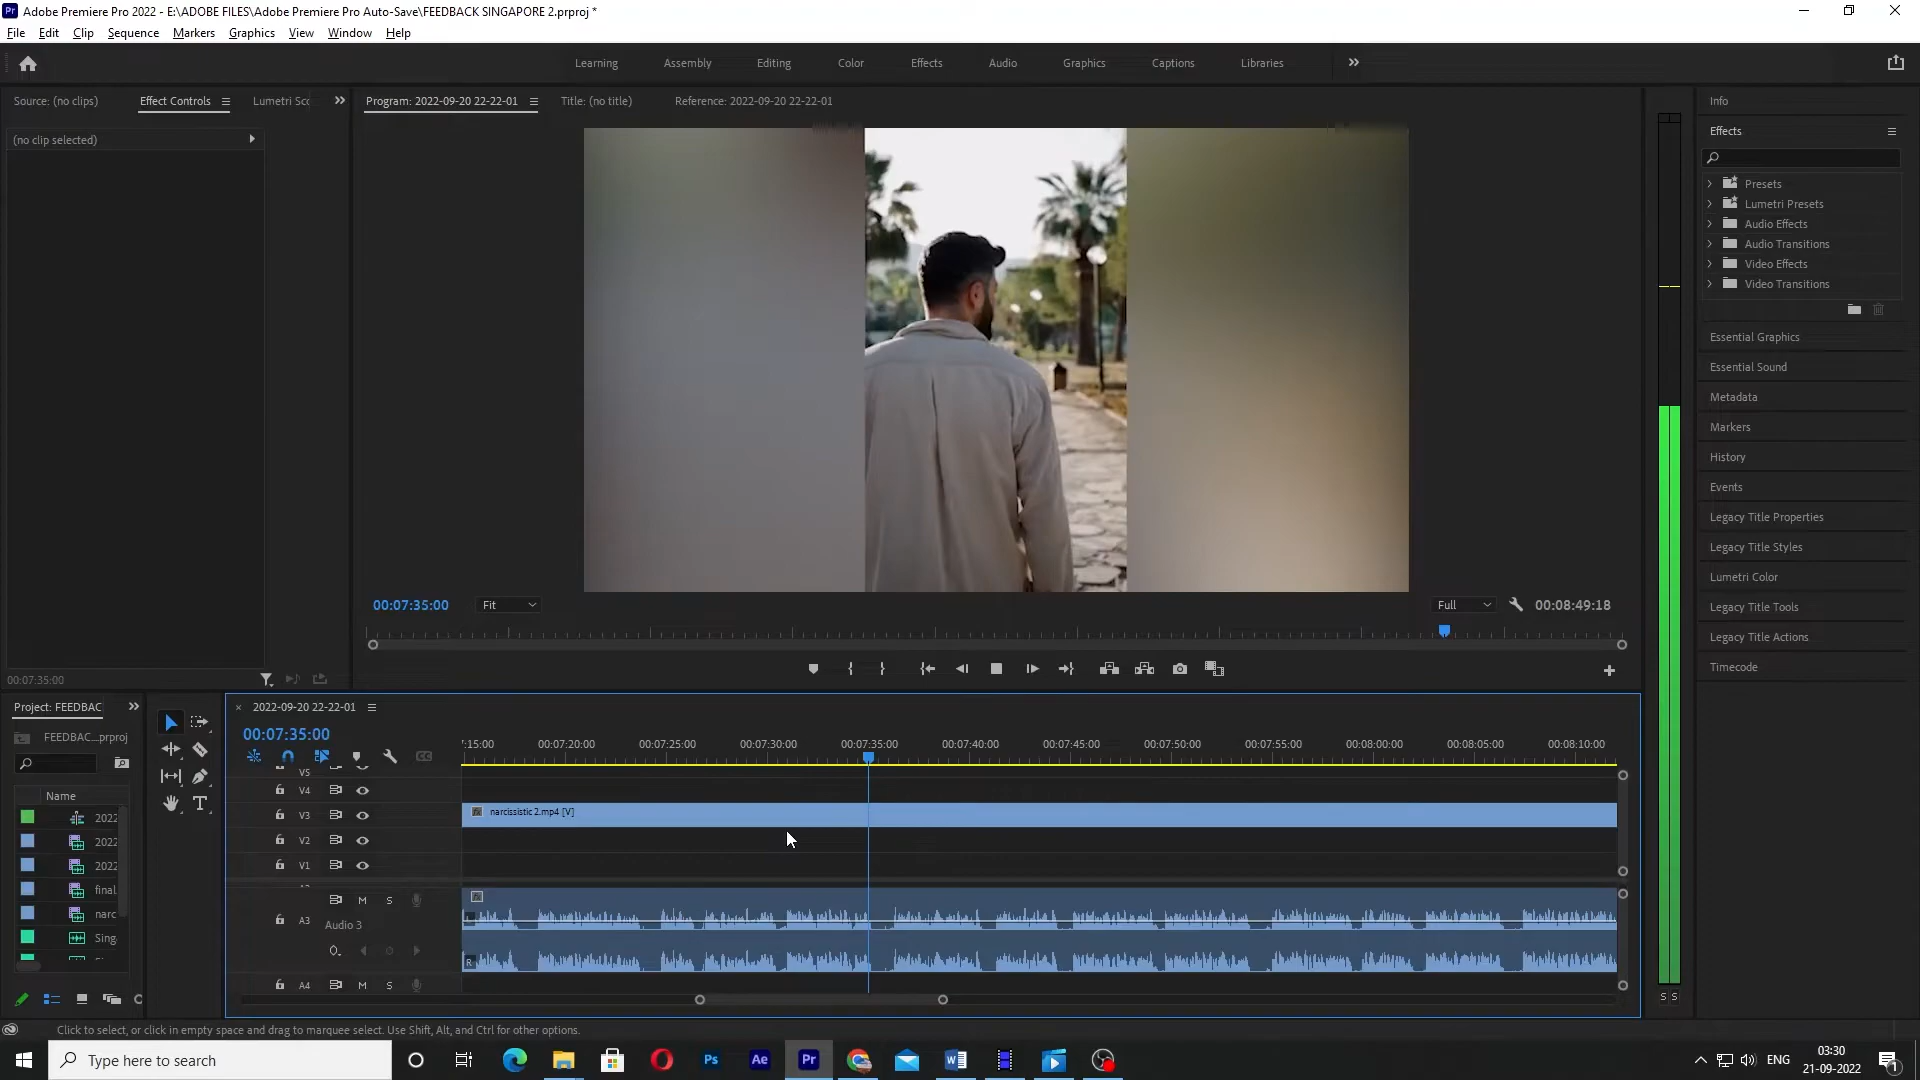 Adobe Premiere Pro 2022 - E:\ADOBE FILES\Adobe Premiere Pro Auto-Save\FEEDBACK SINGAPORE 2.prproj *
File Edit Clip Sequence Markers Graphics View Window Help
Learning Assembly Editing Color Effects Audio Graphics Captions Libraries
Source: (no clips) Effect Controls Lumetri Sco
Program: 2022-09-20 22-22-01 Title: (no title) Reference: 2022-09-20 22-22-01
(no clip selected)
Info
Effects
Presets
Lumetri Presets
Audio Effects
Audio Transitions
Video Effects
Video Transitions
Essential Graphics
Essential Sound
Metadata
Markers
History
Events
Legacy Title Properties
Legacy Title Styles
Lumetri Color
Legacy Title Tools
Legacy Title Actions
Timecode
00:07:35:00 Fit Full 00:08:49:18
00:07:35:00
Project: FEEDBAC
FEEDBAC...prproj
Name
2022
2022
2022
final
narc
Sing
2022-09-20 22-22-01
00:07:35:00
7:15:00 00:07:20:00 00:07:25:00 00:07:30:00 00:07:35:00 00:07:40:00 00:07:45:00 00:07:50:00 00:07:55:00 00:08:00:00 00:08:05:00 00:08:10:00
V5
V4
V3 narcissistic 2.mp4 [V]
V2
V1
M S
A3 Audio 3
L
R
A4 M S
S S
Click to select, or click in empty space and drag to marquee select. Use Shift, Alt, and Ctrl for other options.
Type here to search
Ps Ae Pr
ENG
03:30
21-09-2022
1